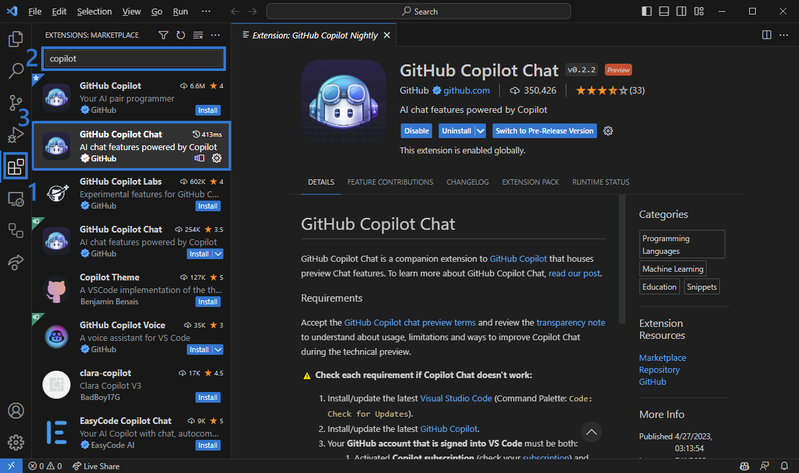 File Edit Selection View Go Run ··· Search
EXTENSIONS: MARKETPLACE ···
Extension: GitHub Copilot Nightly ···
2
copilot
GitHub Copilot 6.6M ★ 4
Your AI pair programmer
GitHub Install
3
GitHub Copilot Chat 413ms
AI chat features powered by Copilot
GitHub
1
GitHub Copilot Labs 602K ★ 4
Experimental features for GitHub C...
GitHub Install
GitHub Copilot Chat 254K ★ 3.5
AI chat features powered by Copilot
GitHub Install
Copilot Theme 127K ★ 5
A VSCode implementation of the th...
Benjamin Benais Install
GitHub Copilot Voice 35K ★ 3
A voice assistant for VS Code
GitHub Install
clara-copilot 17K ★ 4.5
Clara Copilot V3
BadBoy17G Install
EasyCode Copilot Chat 9K ★ 5
Your AI Copilot with chat, autocom...
EasyCode AI Install
GitHub Copilot Chat v0.2.2 Preview
GitHub github.com 350,426 (33)
AI chat features powered by Copilot
Disable Uninstall Switch to Pre-Release Version
This extension is enabled globally.
DETAILS FEATURE CONTRIBUTIONS CHANGELOG EXTENSION PACK RUNTIME STATUS
GitHub Copilot Chat
GitHub Copilot Chat is a companion extension to GitHub Copilot that houses
preview Chat features. To learn more about GitHub Copilot Chat, read our post.
Requirements
Accept the GitHub Copilot chat preview terms and review the transparency note
to understand about usage, limitations and ways to improve Copilot Chat
during the technical preview.
⚠ Check each requirement if Copilot Chat doesn't work:
1. Install/update the latest Visual Studio Code (Command Palette: Code:
Check for Updates).
2. Install/update the latest GitHub Copilot.
3. Your GitHub account that is signed into VS Code must be both:
1. Activated Copilot subscription (check your subscription) and
Categories
Programming
Languages
Machine Learning
Education Snippets
Extension
Resources
Marketplace
Repository
GitHub
More Info
Published 4/27/2023,
03:13:54
0 0 Live Share